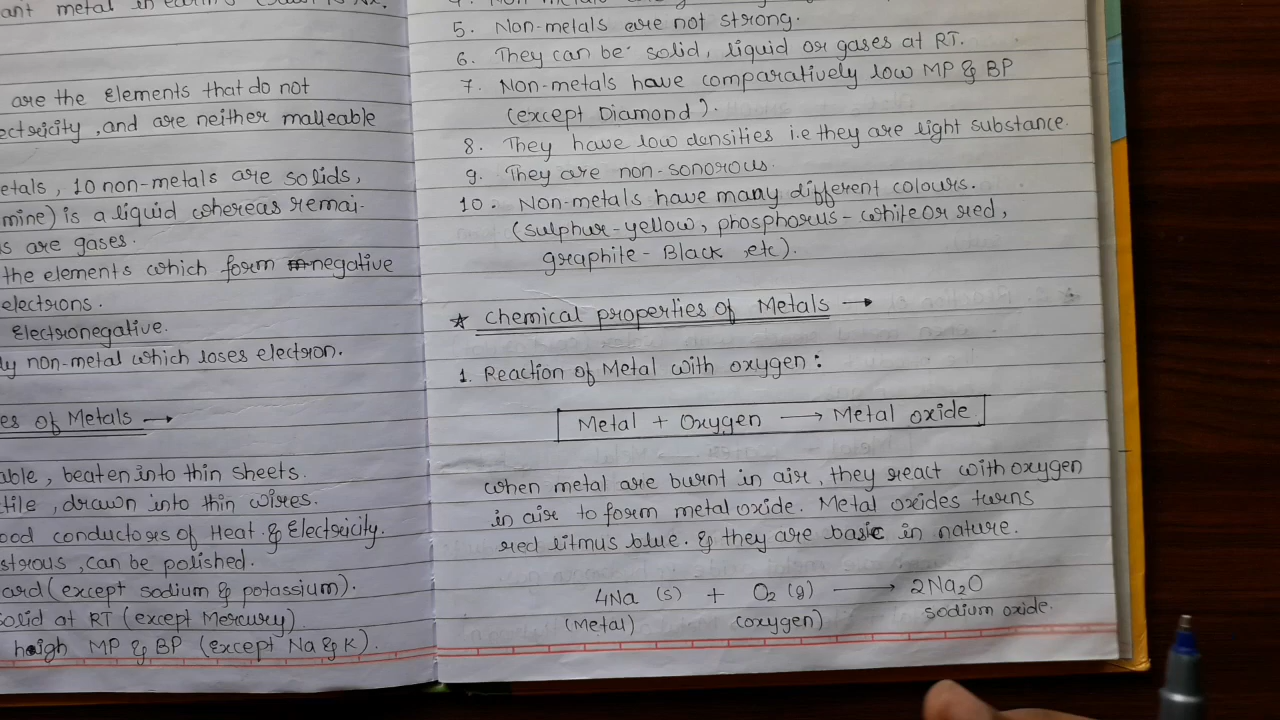 are the Elements that do not
ectricity, and are neither malleable
etals, 10 non-metals are solids,
mine) is a liquid whereas remai-
s are gases.
the elements which form negative
electrons.
Electronegative.
ly non-metal which loses electron.
es of Metals →
able, beaten into thin sheets.
tile, drawn into thin wires.
ood conductors of Heat & Electricity.
strous, can be polished.
ard (except sodium & potassium).
solid at RT (except Mercury)
high MP & BP (except Na & K).
5. Non-metals are not strong.
6. They can be solid, liquid or gases at RT.
7. Non-metals have comparatively low MP & BP
(except Diamond).
8. They have low densities i.e they are light substance.
9. They are non-sonorous.
10. Non-metals have many different colours.
(sulphur-yellow, phosphorus-white or red,
graphite-Black, etc).
★ Chemical properties of Metals →
1. Reaction of Metal with oxygen:
Metal + Oxygen → Metal oxide.
When metal are burnt in air, they react with oxygen
in air to form metal oxide. Metal oxides turns
red litmus blue. & they are basic in nature.
4Na (s) + O₂ (g) → 2Na₂O
(Metal) (oxygen) sodium oxide.